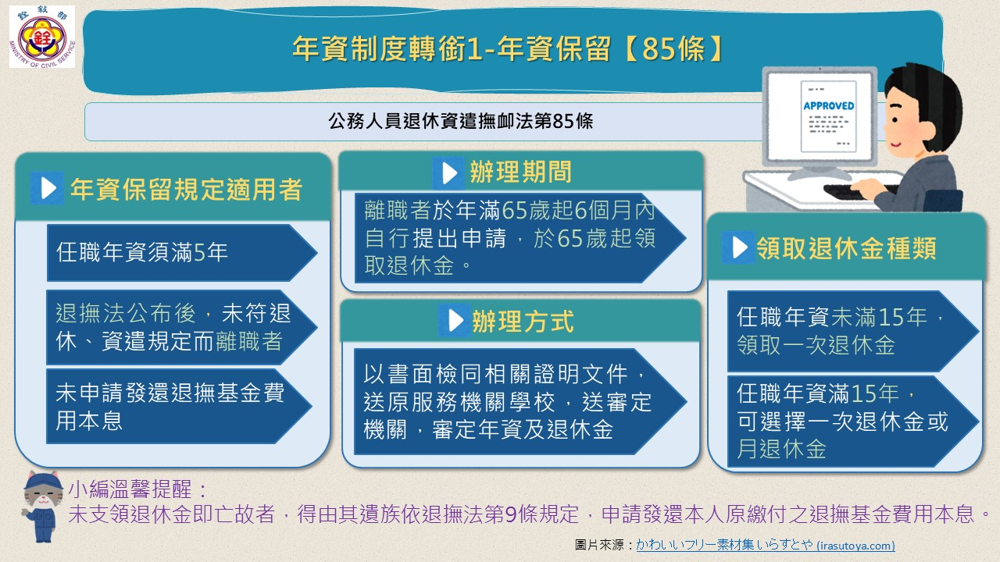 銓敘部
MINISTRY OF CIVIL SERVICE
銓
年資制度轉銜1-年資保留【85條】
公務人員退休資遣撫卹法第85條
APPROVED
年資保留規定適用者
任職年資須滿5年
退撫法公布後，未符退
休、資遣規定而離職者
未申請發還退撫基金費
用本息
辦理期間
離職者於年滿65歲起6個月內
自行提出申請，於65歲起領
取退休金。
辦理方式
以書面檢同相關證明文件，
送原服務機關學校，送審定
機關，審定年資及退休金
領取退休金種類
任職年資未滿15年，
領取一次退休金
任職年資滿15年，
可選擇一次退休金或
月退休金
小編溫馨提醒：
未支領退休金即亡故者，得由其遺族依退撫法第9條規定　申請發還本人原繳付之退撫基金費用本息。
圖片來源：かわいいフリー素材集 いらすとや (irasutoya.com)